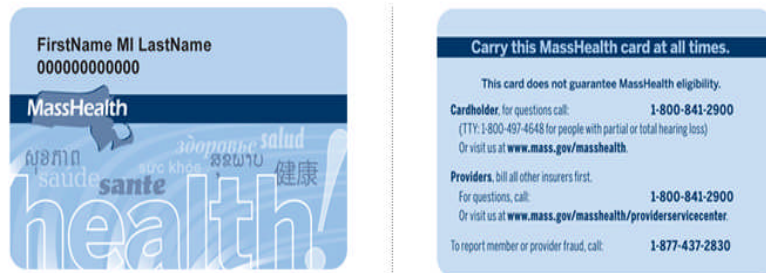 FirstName MI LastName
000000000000
MassHealth
здоровье salud
សុខភាព sức khỏe ສຸຂພາບ 健康
saúde sante
health!
Carry this MassHealth card at all times.
This card does not guarantee MassHealth eligibility.
Cardholder, for questions call: 1-800-841-2900
(TTY: 1-800-497-4648 for people with partial or total hearing loss)
Or visit us at www.mass.gov/masshealth.
Providers, bill all other insurers first.
For questions, call: 1-800-841-2900
Or visit us at www.mass.gov/masshealth/providerservicecenter.
To report member or provider fraud, call: 1-877-437-2830